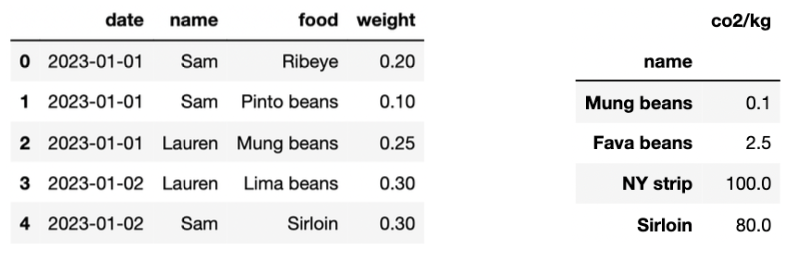 date name food weight
0 2023-01-01 Sam Ribeye 0.20
1 2023-01-01 Sam Pinto beans 0.10
2 2023-01-01 Lauren Mung beans 0.25
3 2023-01-02 Lauren Lima beans 0.30
4 2023-01-02 Sam Sirloin 0.30
co2/kg
name
Mung beans 0.1
Fava beans 2.5
NY strip 100.0
Sirloin 80.0